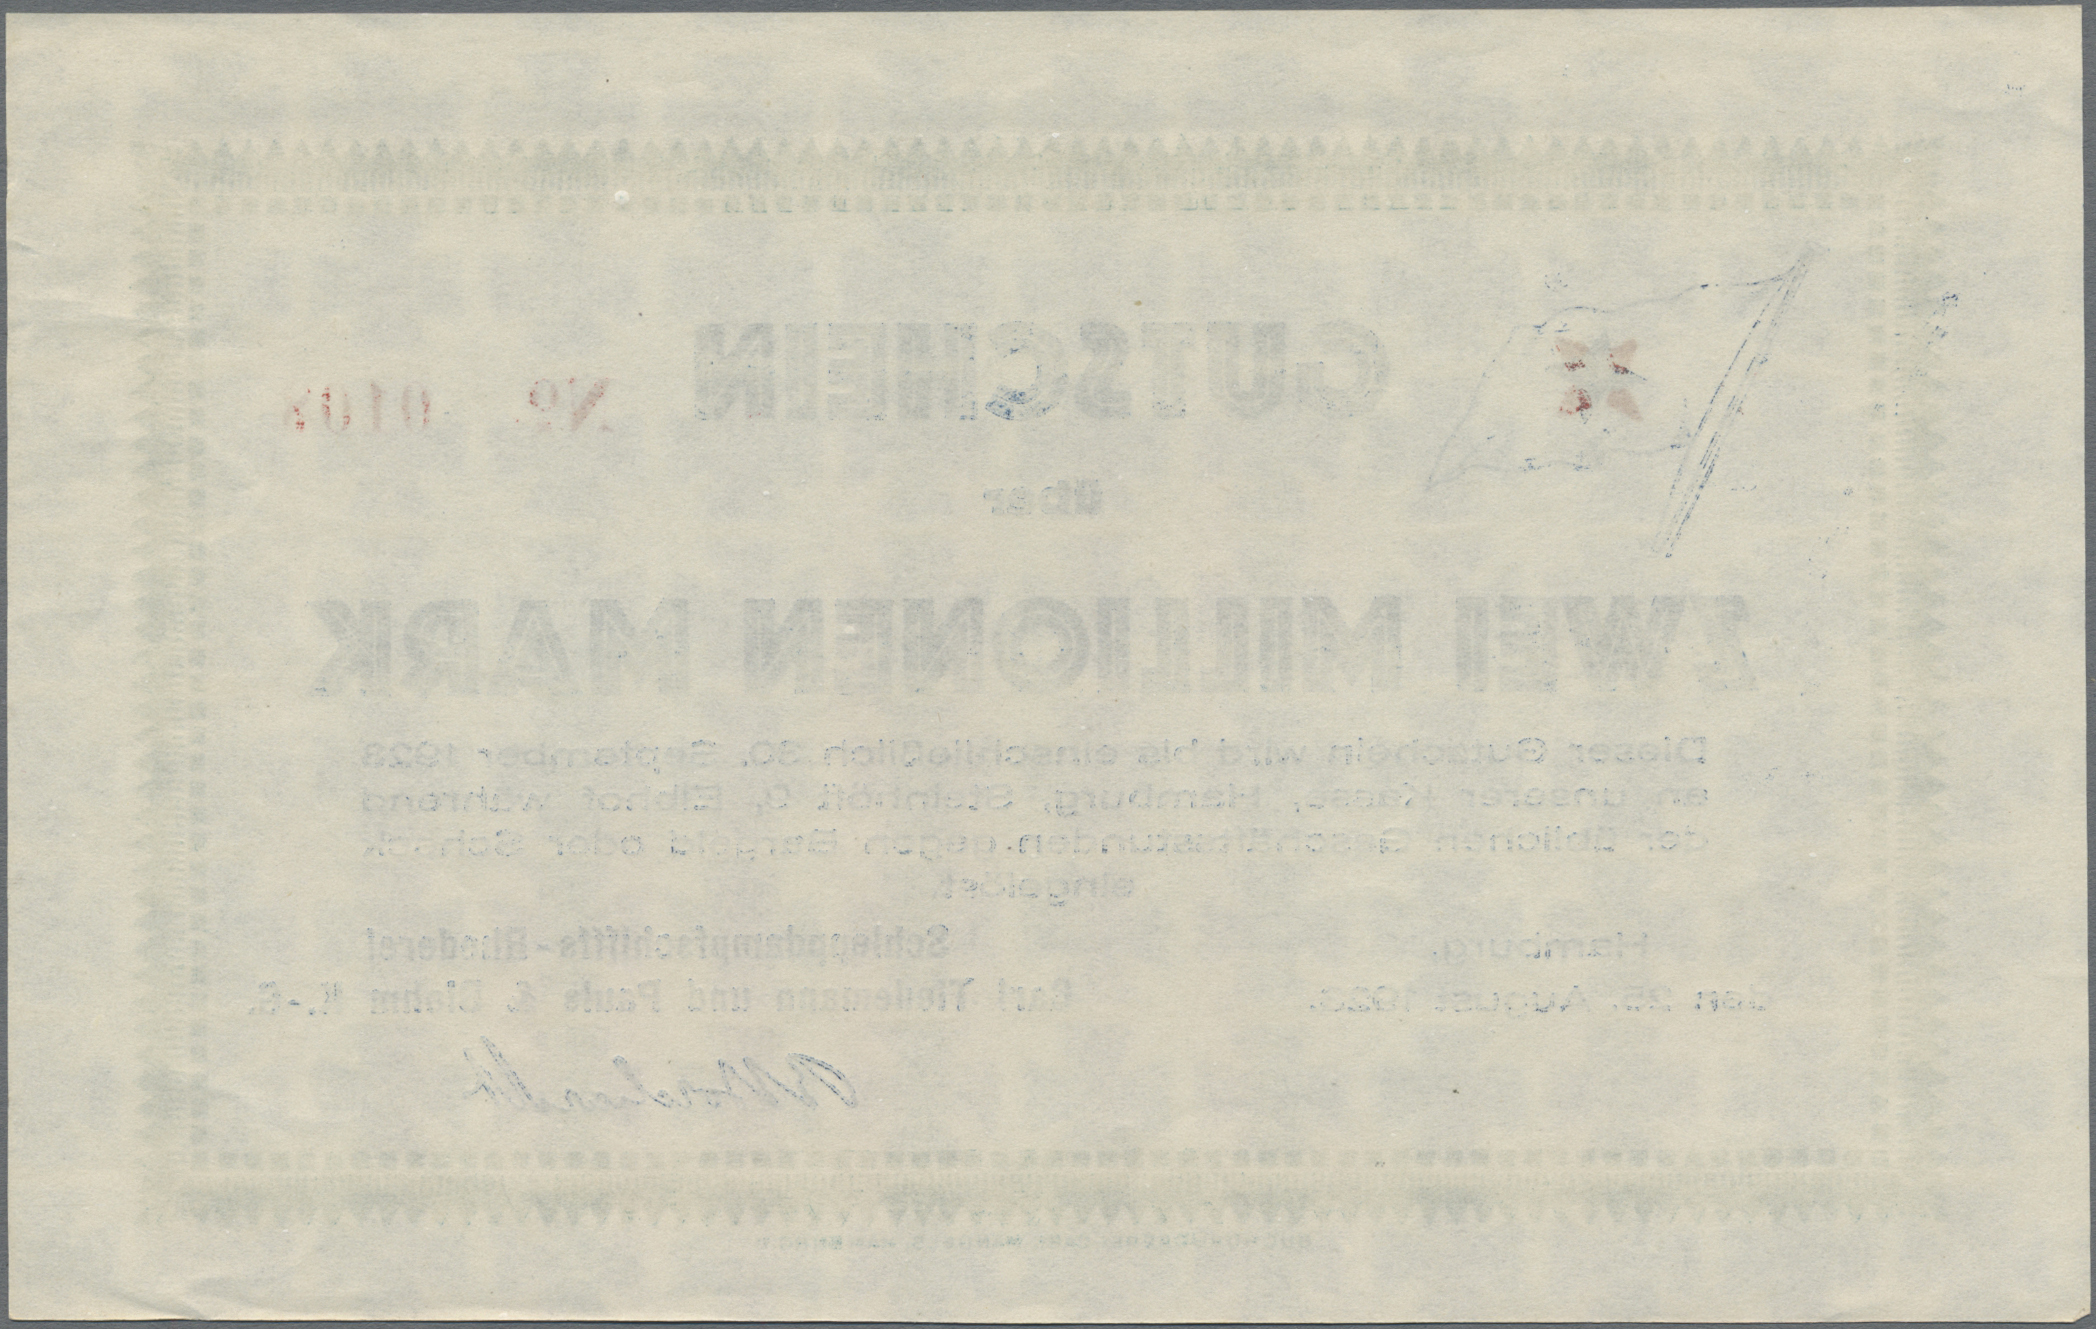 GUTSCHEIN
№ 0107
über
ZWEI MILLIONEN MARK
Dieser Gutschein wird bis einschließlich 30. September 1923
an unserer Kasse, Hamburg, Steinhöft 9, Elbhof während
der üblichen Geschäftsstunden gegen Bargeld oder Scheck
eingelöst.
Hamburg,
den 25. August 1923.
Schleppdampfschiffs-Rhederei
Carl Tiedemann und Pauls & Blohm K.-G.